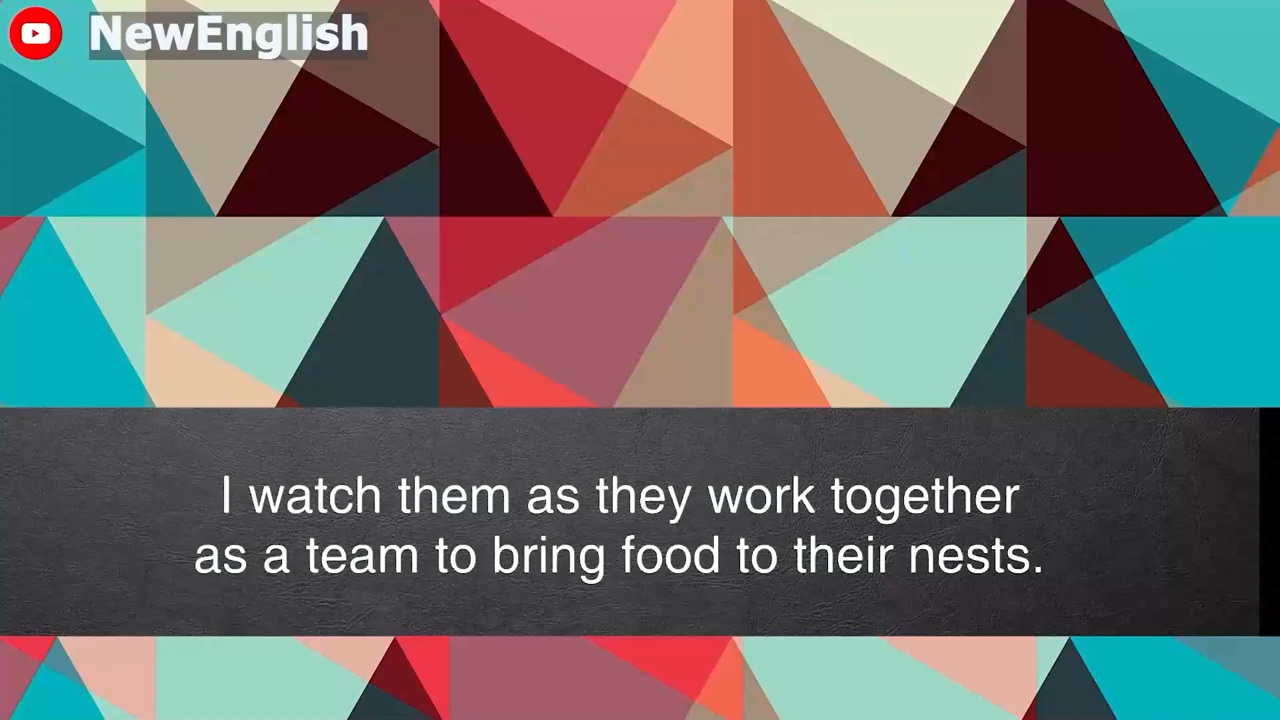 NewEnglish
I watch them as they work together
as a team to bring food to their nests.